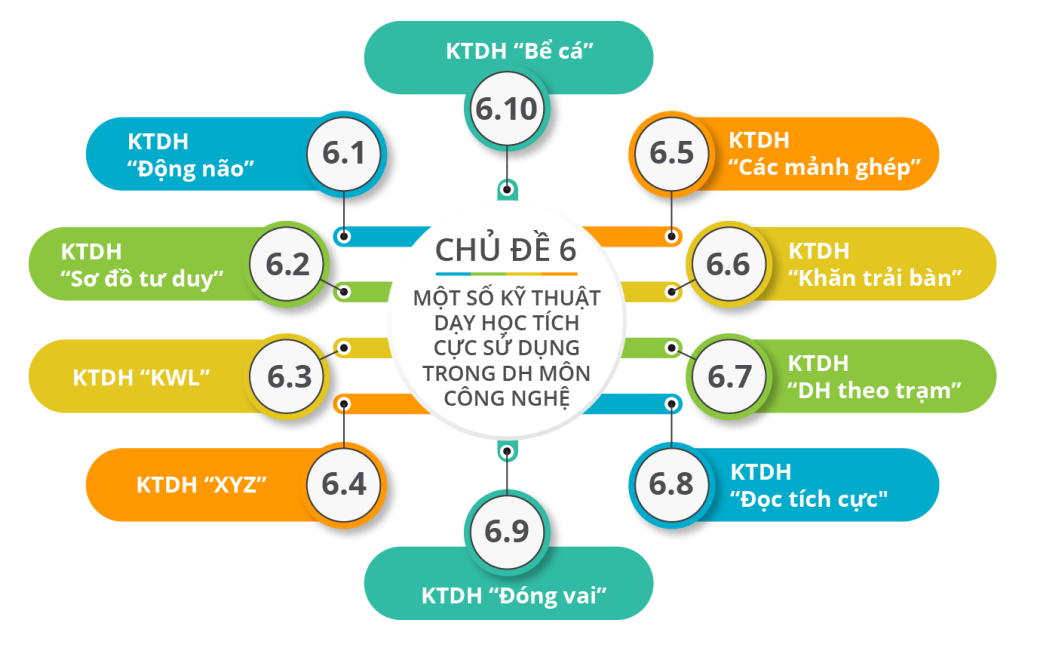 KTDH “Bể cá”
6.10
KTDH
“Động não”
6.1
6.5
KTDH
“Các mảnh ghép”
KTDH
“Sơ đồ tư duy”
6.2
CHỦ ĐỀ 6
MỘT SỐ KỸ THUẬT
DẠY HỌC TÍCH
CỰC SỬ DỤNG
TRONG DH MÔN
CÔNG NGHỆ
6.6
KTDH
“Khăn trải bàn”
KTDH “KWL”
6.3
6.7
KTDH
“DH theo trạm”
KTDH “XYZ”
6.4
6.8
KTDH
“Đọc tích cực"
6.9
KTDH “Đóng vai”